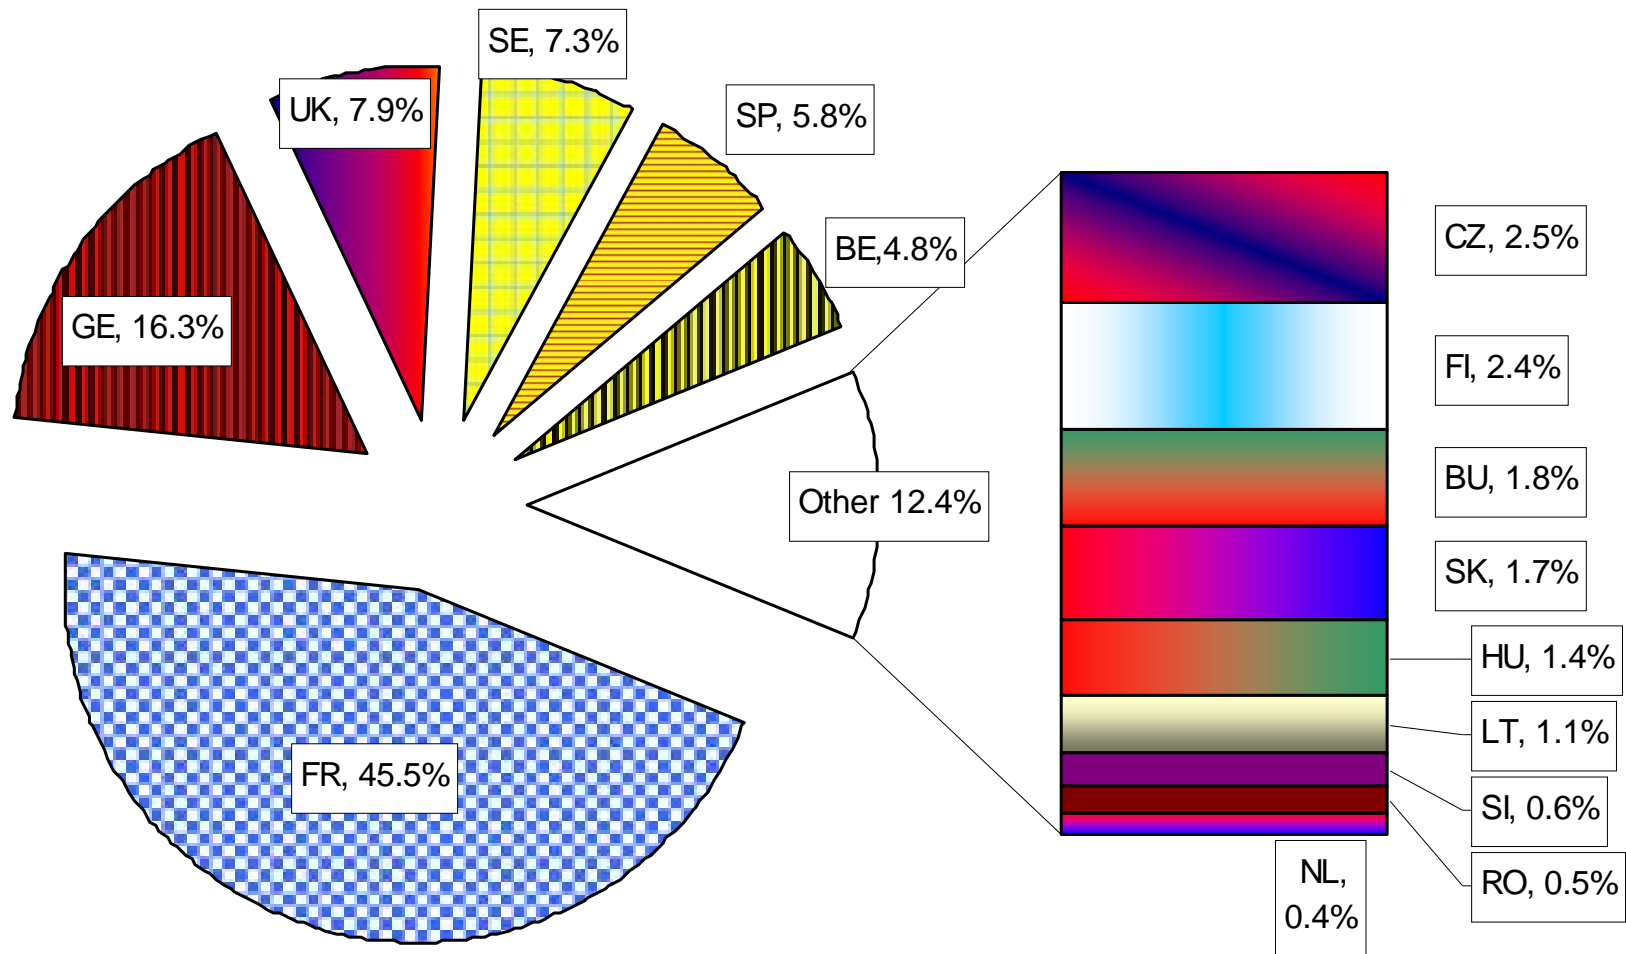 SE, 7.3%
UK, 7.9%
SP, 5.8%
BE,4.8%
GE, 16.3%
Other 12.4%
FR, 45.5%
CZ, 2.5%
FI, 2.4%
BU, 1.8%
SK, 1.7%
HU, 1.4%
LT, 1.1%
SI, 0.6%
RO, 0.5%
NL,
0.4%